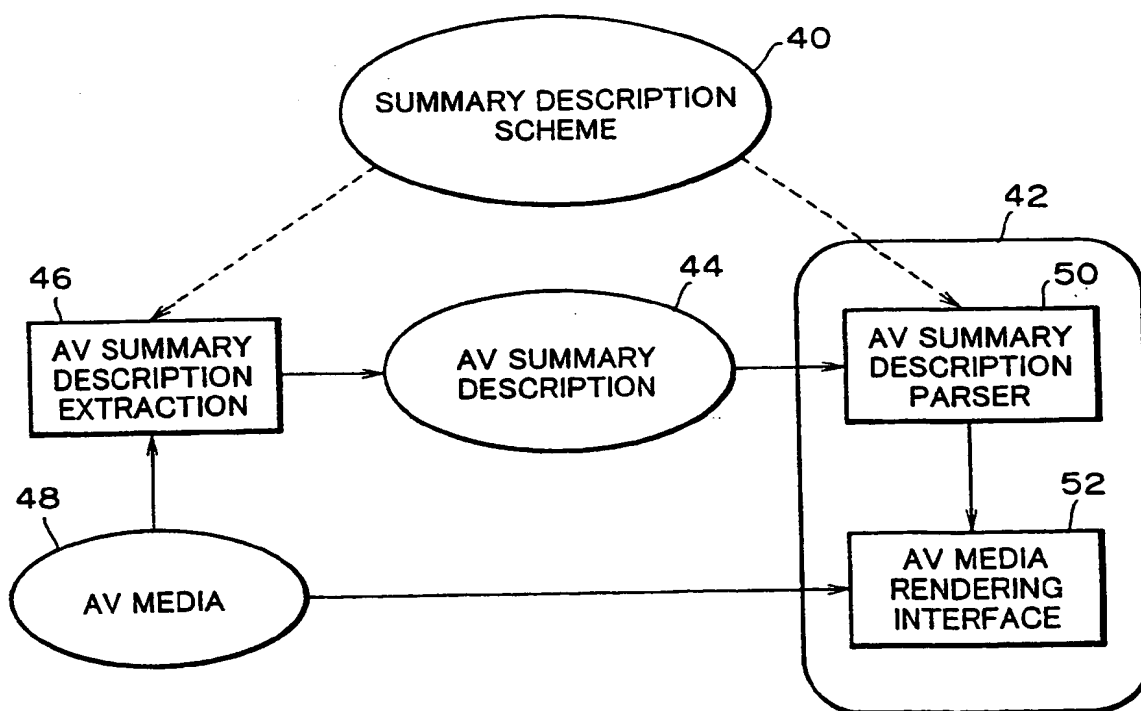 40
SUMMARY DESCRIPTION
SCHEME
42
46
44
50
AV SUMMARY
DESCRIPTION
EXTRACTION
AV SUMMARY
DESCRIPTION
AV SUMMARY
DESCRIPTION
PARSER
48
52
AV MEDIA
AV MEDIA
RENDERING
INTERFACE